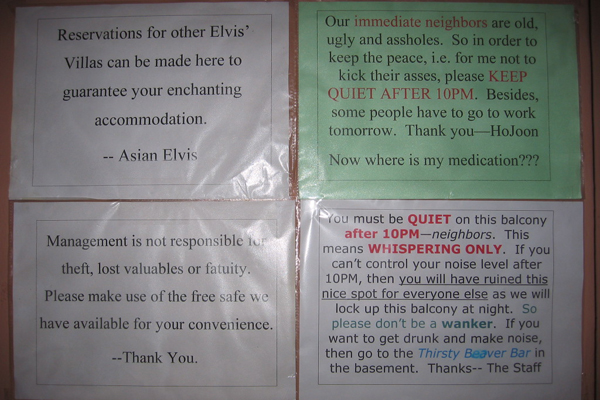 Reservations for other Elvis'
Villas can be made here to
guarantee your enchanting
accommodation.
-- Asian Elvis
Our immediate neighbors are old,
ugly and assholes. So in order to
keep the peace, i.e. for me not to
kick their asses, please KEEP
QUIET AFTER 10PM. Besides,
some people have to go to work
tomorrow. Thank you—HoJoon
Now where is my medication???
Management is not responsible for
theft, lost valuables or fatuity.
Please make use of the free safe we
have available for your convenience.
--Thank You.
You must be QUIET on this balcony
after 10PM—neighbors. This
means WHISPERING ONLY. If you
can't control your noise level after
10PM, then you will have ruined this
nice spot for everyone else as we will
lock up this balcony at night. So
please don't be a wanker. If you
want to get drunk and make noise,
then go to the Thirsty Beaver Bar in
the basement. Thanks-- The Staff